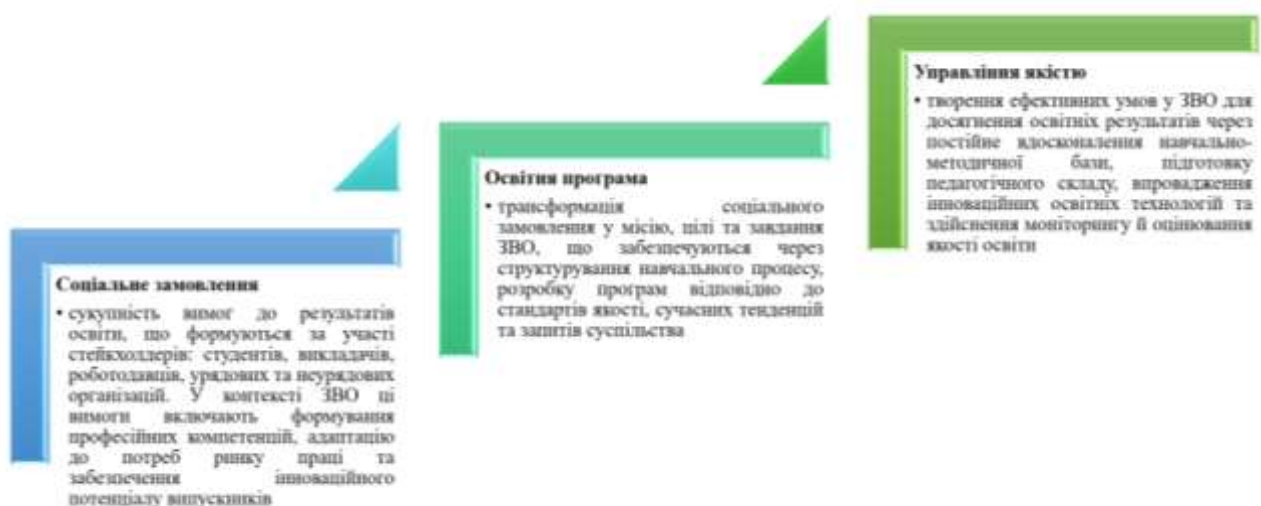 Соціальне замовлення
• сукупність вимог до результатів
освіти, що формуються за участі
стейкхолдерів: студентів, викладачів,
роботодавців, урядових та неурядових
організацій. У контексті ЗВО ці
вимоги включають формування
професійних компетенцій, адаптацію
до потреб ринку праці та
забезпечення інноваційного
потенціалу випускників
Освітня програма
• трансформація соціального
замовлення у місію, цілі та завдання
ЗВО, що забезпечуються через
структурування навчального процесу,
розробку програм відповідно до
стандартів якості, сучасних тенденцій
та запитів суспільства
Управління якістю
• творення ефективних умов у ЗВО для
досягнення освітніх результатів через
постійне вдосконалення навчально-
методичної бази, підготовку
педагогічного складу, впровадження
інноваційних освітніх технологій та
здійснення моніторингу й оцінювання
якості освіти